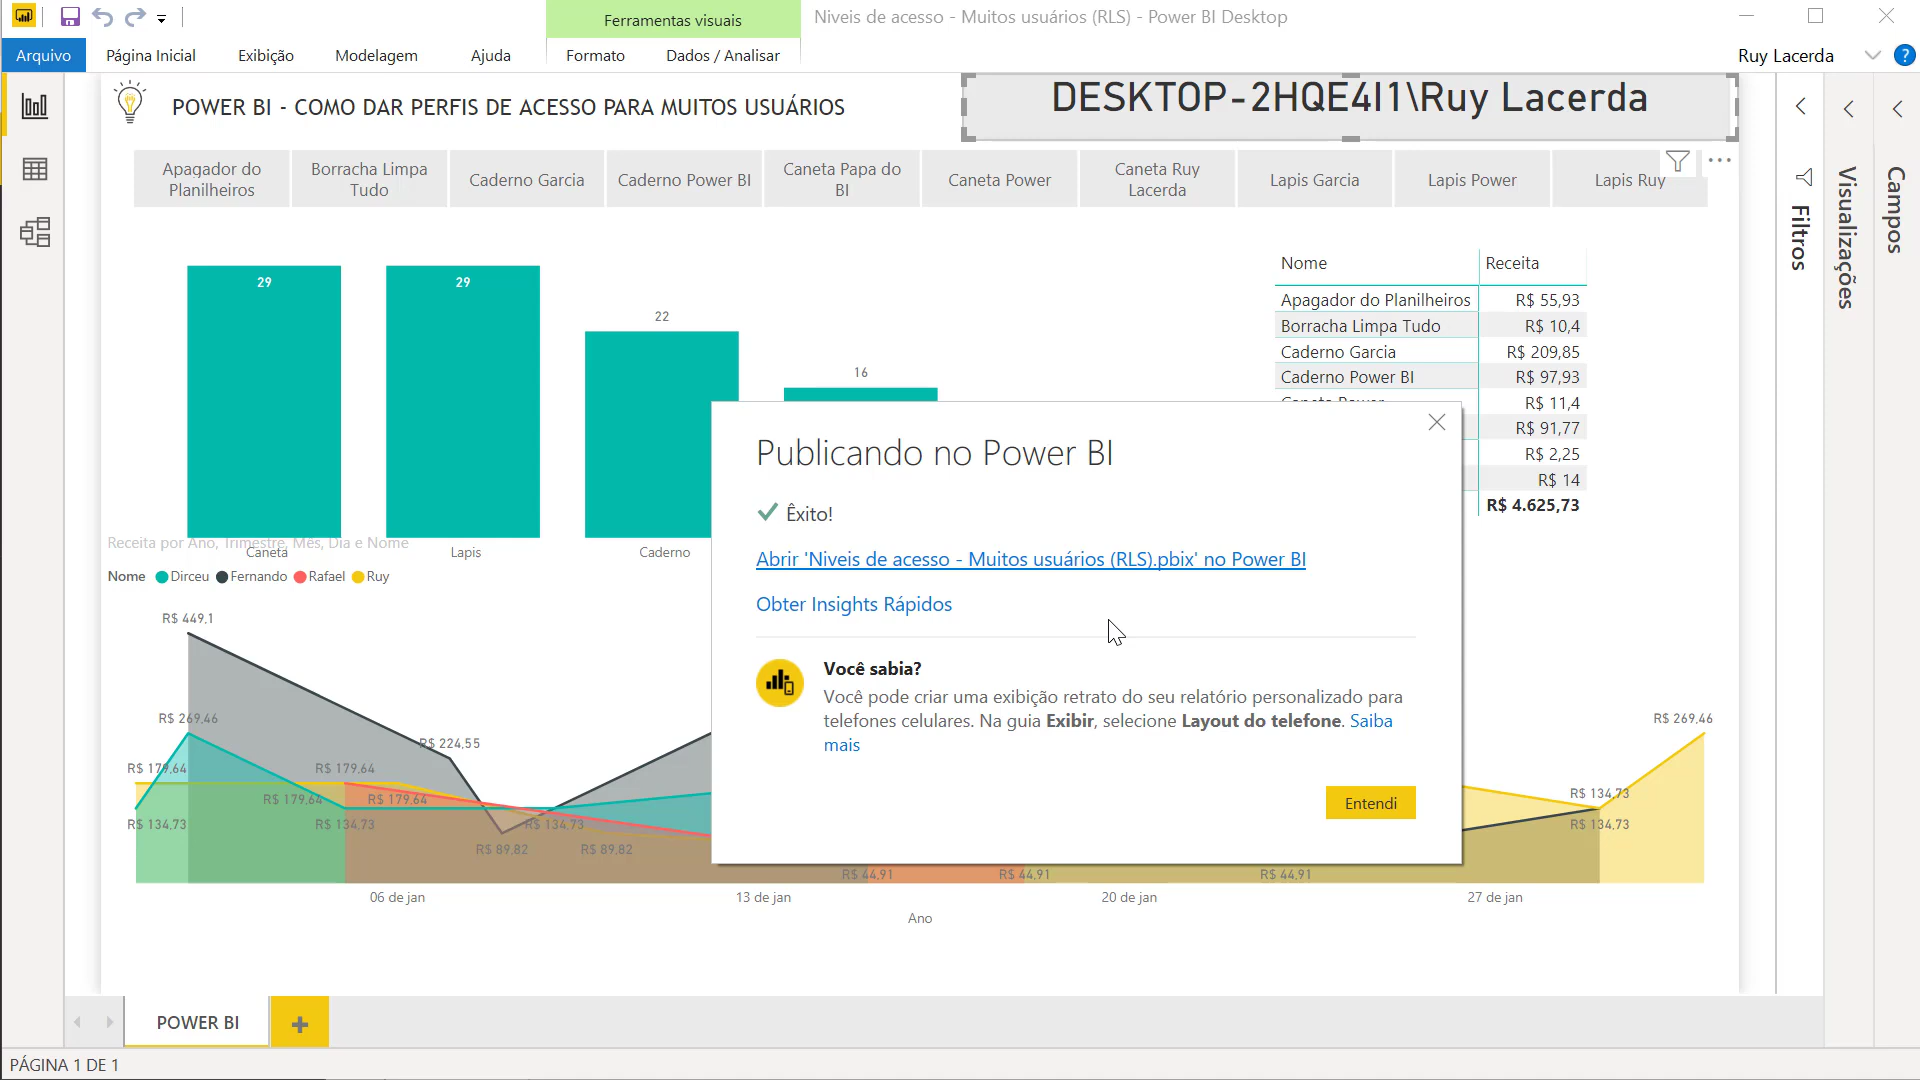 Ferramentas visuais
Niveis de acesso - Muitos usuários (RLS) - Power BI Desktop
Arquivo
Página Inicial
Exibição
Modelagem
Ajuda
Formato
Dados / Analisar
Ruy Lacerda
?
POWER BI - COMO DAR PERFIS DE ACESSO PARA MUITOS USUÁRIOS
DESKTOP-2HQE4I1\Ruy Lacerda
Apagador do
Planilheiros
Borracha Limpa
Tudo
Caderno Garcia
Caderno Power BI
Caneta Papa do
BI
Caneta Power
Caneta Ruy
Lacerda
Lapis Garcia
Lapis Power
Lapis Ruy
Filtros
Visualizações
Campos
29
29
22
16
Caneta
Lapis
Caderno
Nome Receita
Apagador do Planilheiros R$ 55,93
Borracha Limpa Tudo R$ 10,4
Caderno Garcia R$ 209,85
Caderno Power BI R$ 97,93
Caneta Power R$ 11,4
R$ 91,77
R$ 2,25
R$ 14
R$ 4.625,73
Publicando no Power BI
Êxito!
Abrir 'Niveis de acesso - Muitos usuários (RLS).pbix' no Power BI
Obter Insights Rápidos
Você sabia?
Você pode criar uma exibição retrato do seu relatório personalizado para
telefones celulares. Na guia Exibir, selecione Layout do telefone. Saiba
mais
Entendi
Receita por Ano, Trimestre, Mês, Dia e Nome
Nome Dirceu Fernando Rafael Ruy
R$ 449,1
R$ 269,46
R$ 224,55
R$ 179,64
R$ 179,64
R$ 179,64
R$ 179,64
R$ 134,73
R$ 134,73
R$ 134,73
R$ 89,82
R$ 89,82
R$ 44,91
R$ 44,91
R$ 44,91
R$ 269,46
R$ 134,73
R$ 134,73
06 de jan
13 de jan
20 de jan
27 de jan
Ano
POWER BI
PÁGINA 1 DE 1